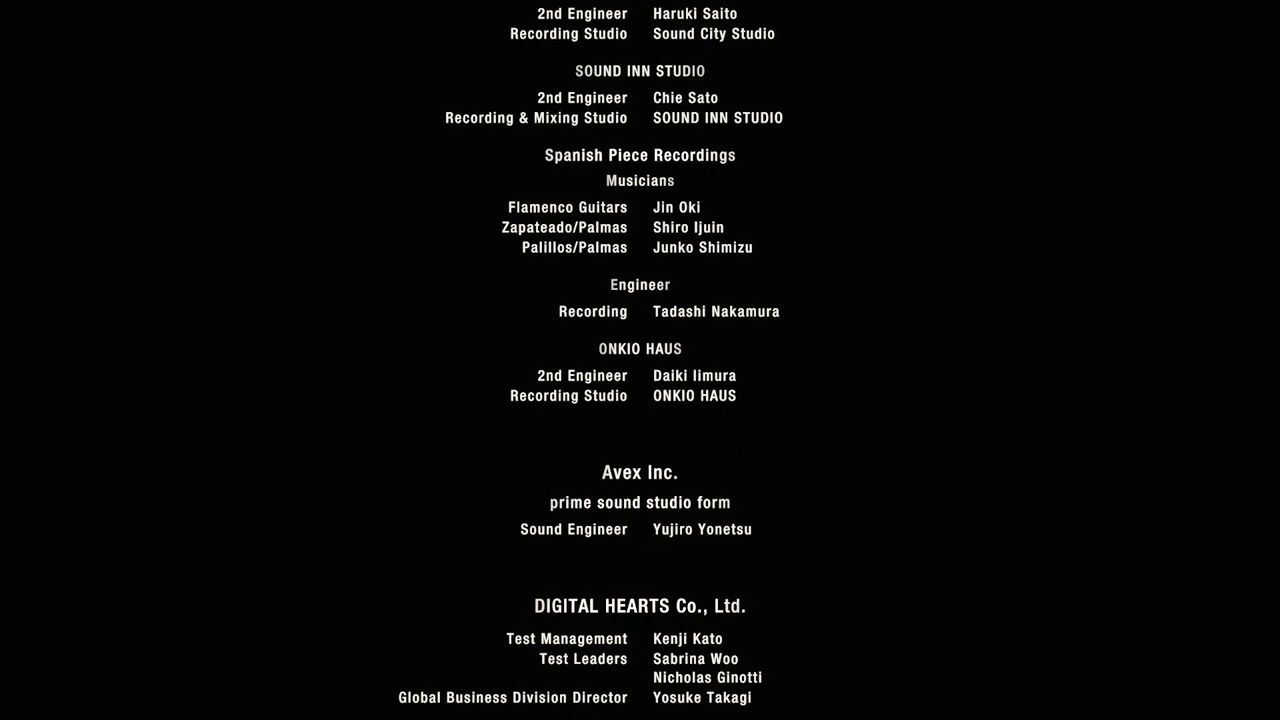 2nd Engineer Haruki Saito
Recording Studio Sound City Studio
SOUND INN STUDIO
2nd Engineer Chie Sato
Recording & Mixing Studio SOUND INN STUDIO
Spanish Piece Recordings
Musicians
Flamenco Guitars Jin Oki
Zapateado/Palmas Shiro Ijuin
Palillos/Palmas Junko Shimizu
Engineer
Recording Tadashi Nakamura
ONKIO HAUS
2nd Engineer Daiki Iimura
Recording Studio ONKIO HAUS
Avex Inc.
prime sound studio form
Sound Engineer Yujiro Yonetsu
DIGITAL HEARTS Co., Ltd.
Test Management Kenji Kato
Test Leaders Sabrina Woo
Nicholas Ginotti
Global Business Division Director Yosuke Takagi